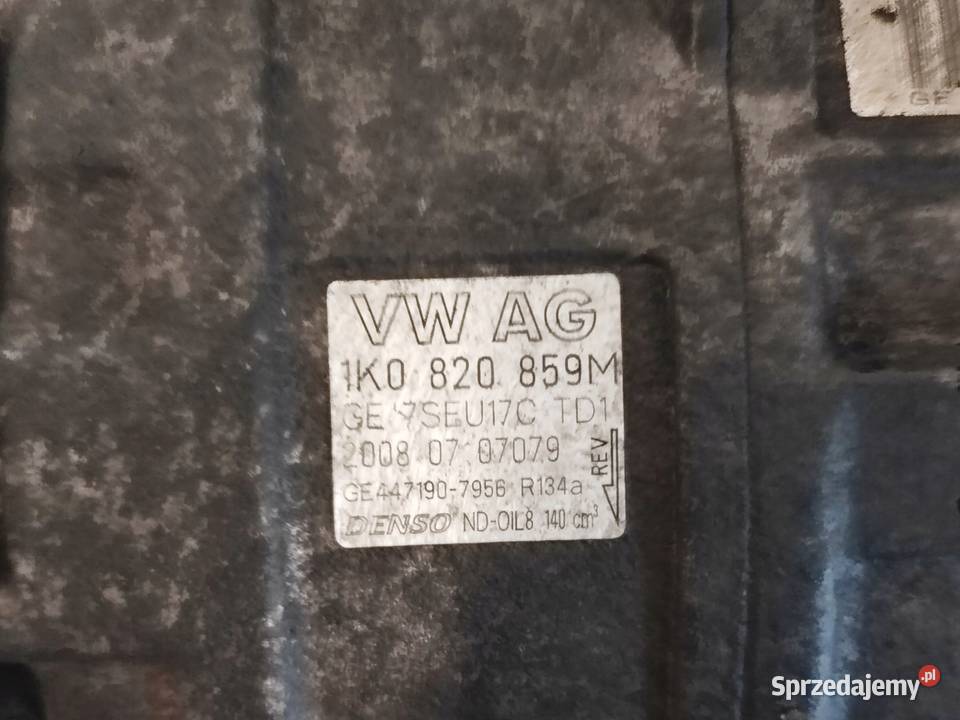 GE
VW AG
1K0 820 859M
GE 7SEU17C TD1
2008 07 07079
REV
GE447190-7956 R134a
DENSO ND-OIL8 140 cm³
Sprzedajemy.pl